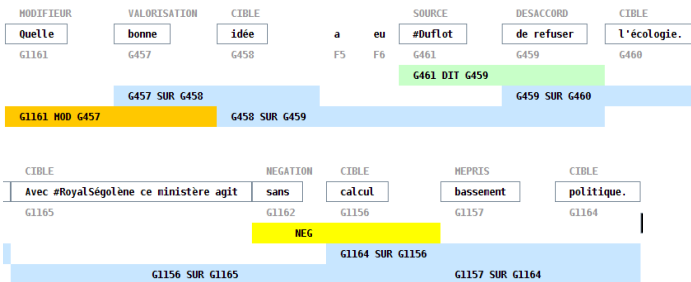 MODIFIEUR VALORISATION CIBLE SOURCE DESACCORD CIBLE
Quelle bonne idée a eu #Duflot de refuser l'écologie.
G1161 G457 G458 F5 F6 G461 G459 G460
G461 DIT G459
G457 SUR G458 G459 SUR G460
G1161 MOD G457 G458 SUR G459
CIBLE NEGATION CIBLE MEPRIS CIBLE
Avec #RoyalSégolène ce ministère agit sans calcul bassement politique.
G1165 G1162 G1156 G1157 G1164
NEG
G1164 SUR G1156
G1156 SUR G1165 G1157 SUR G1164